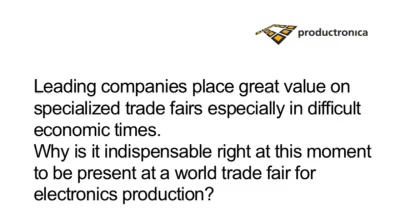 productronica
Leading companies place great value on
specialized trade fairs especially in difficult
economic times.
Why is it indispensable right at this moment
to be present at a world trade fair for
electronics production?